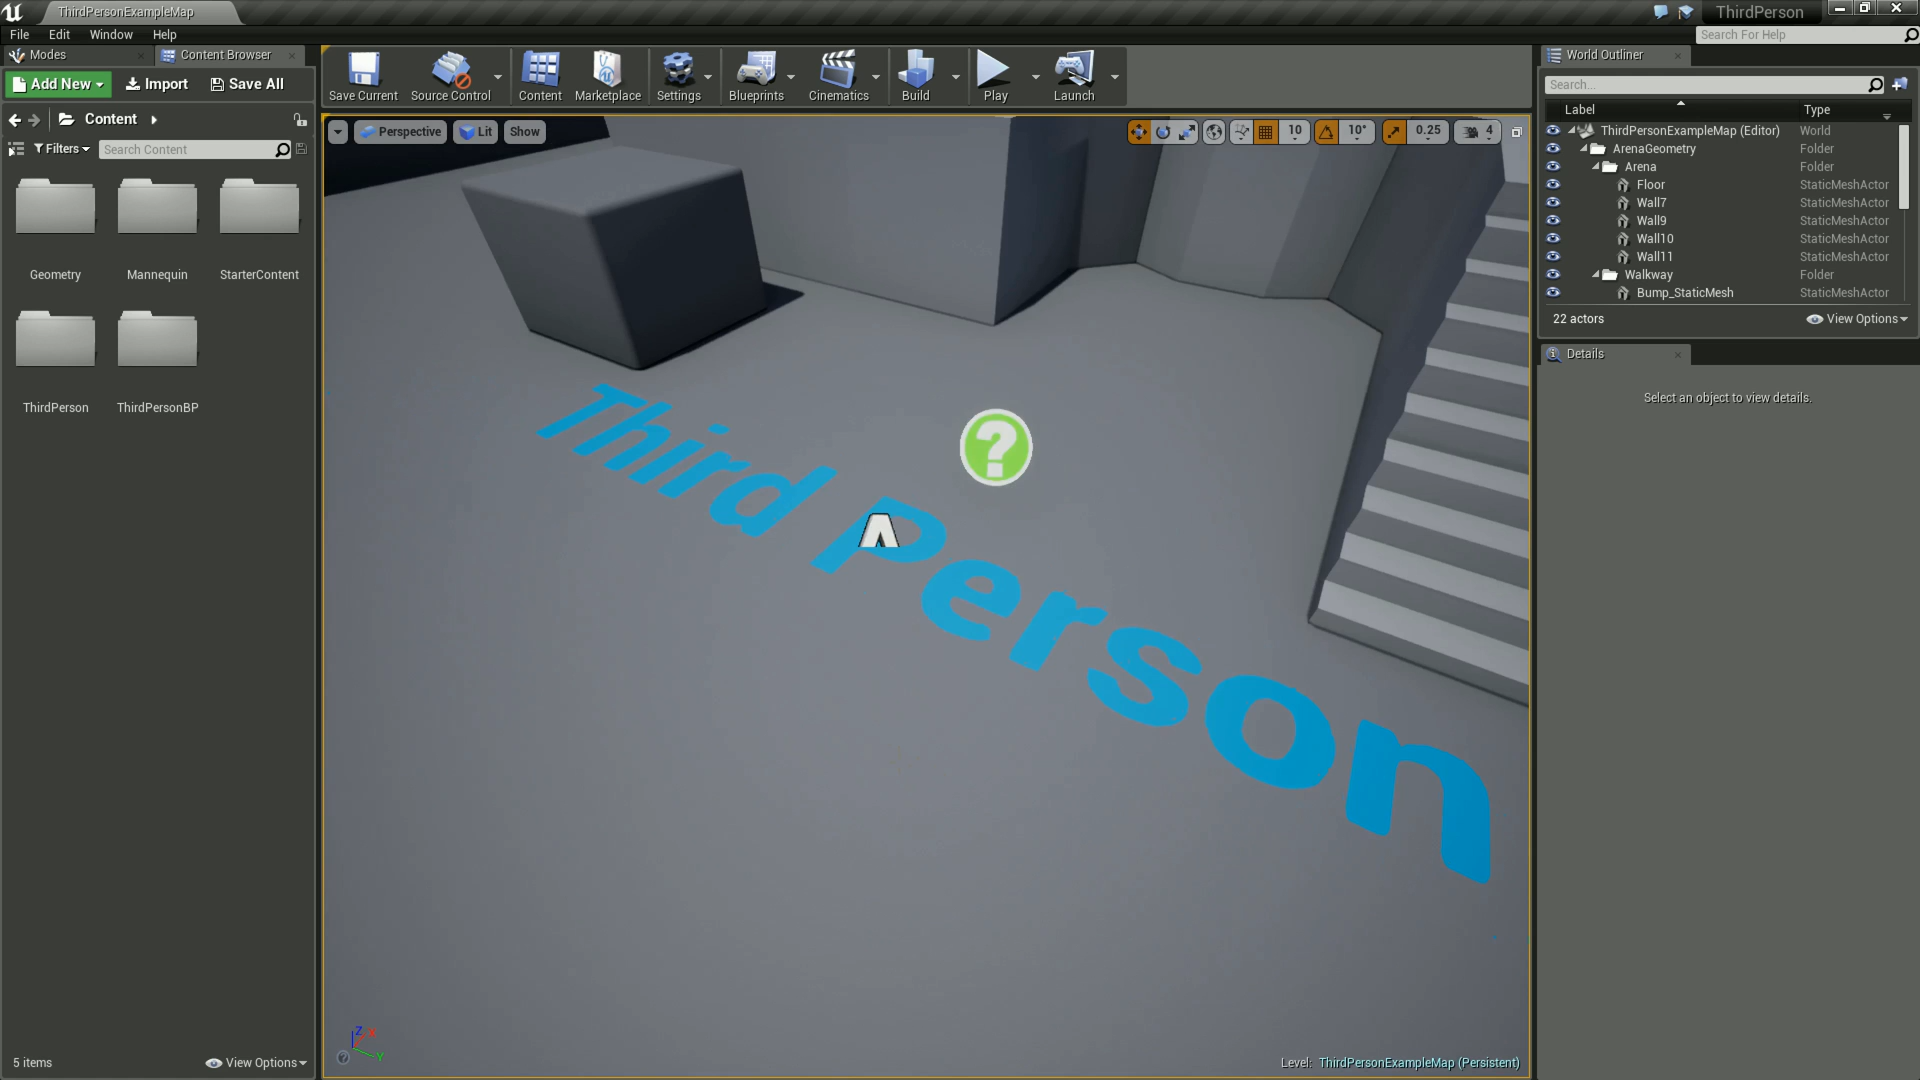 ThirdPersonExampleMap
ThirdPerson
File Edit Window Help
Search For Help
Modes
Content Browser
Add New
Import
Save All
Content
Filters
Search Content
Geometry
Mannequin
StarterContent
ThirdPerson
ThirdPersonBP
5 items
View Options
Save Current
Source Control
Content
Marketplace
Settings
Blueprints
Cinematics
Build
Play
Launch
Perspective
Lit
Show
10
10°
0.25
4
Third Person
?
Z X Y
Level: ThirdPersonExampleMap (Persistent)
World Outliner
Search...
Label Type
ThirdPersonExampleMap (Editor) World
ArenaGeometry Folder
Arena Folder
Floor StaticMeshActor
Wall7 StaticMeshActor
Wall9 StaticMeshActor
Wall10 StaticMeshActor
Wall11 StaticMeshActor
Walkway Folder
Bump_StaticMesh StaticMeshActor
22 actors
View Options
Details
Select an object to view details.